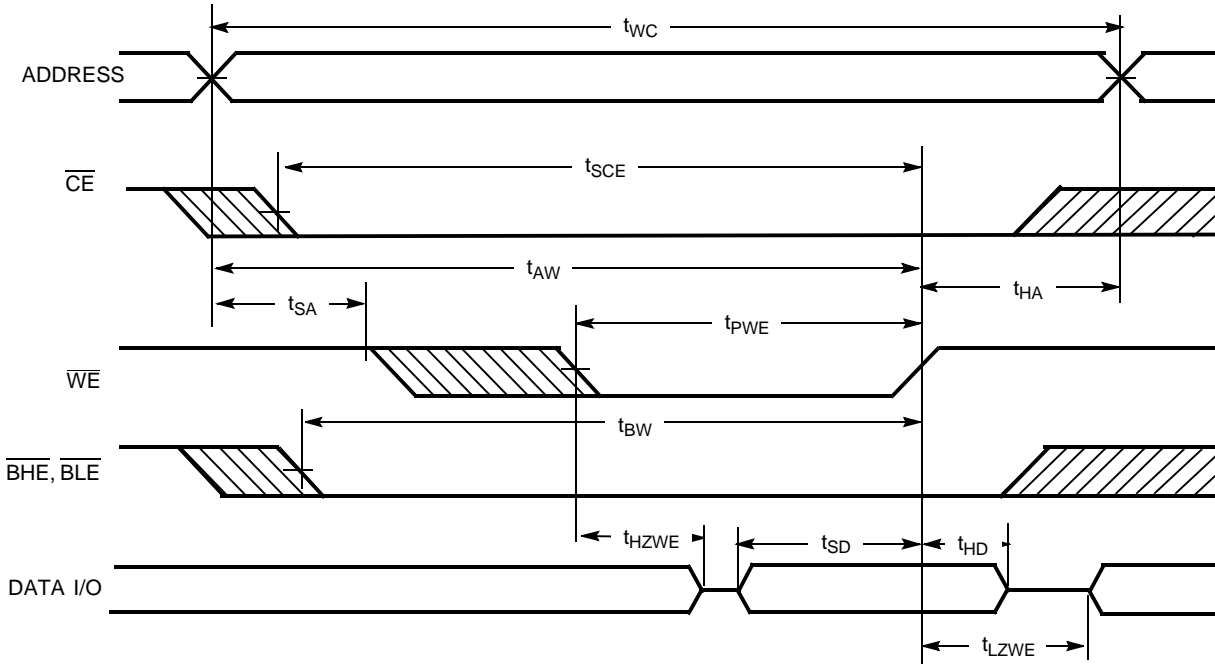 tWC
ADDRESS
tSCE
CE
tAW
tSA
tHA
tPWE
WE
tBW
BHE, BLE
tHZWE
tSD
tHD
DATA I/O
tLZWE